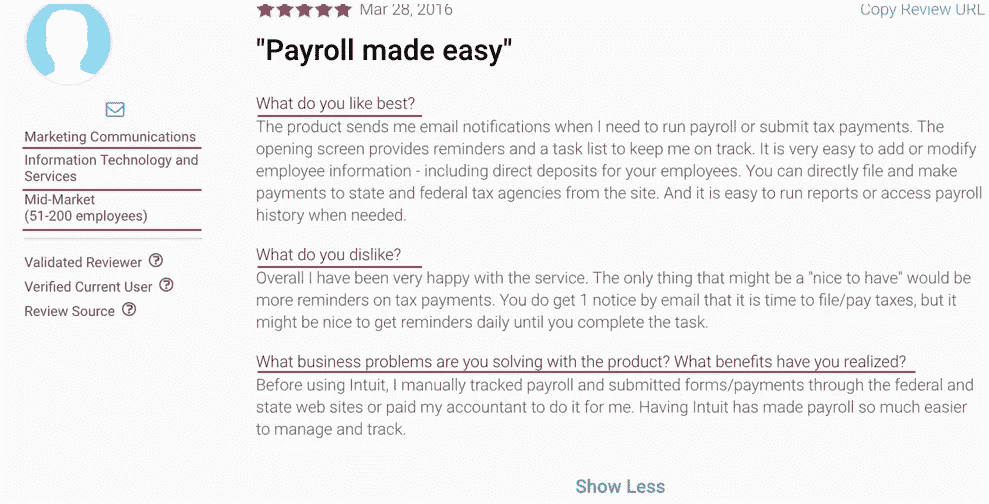 Mar 28, 2016
Copy Review URL
"Payroll made easy"
Marketing Communications
Information Technology and
Services
Mid-Market
(51-200 employees)
Validated Reviewer
Verified Current User
Review Source
What do you like best?
The product sends me email notifications when I need to run payroll or submit tax payments. The
opening screen provides reminders and a task list to keep me on track. It is very easy to add or modify
employee information - including direct deposits for your employees. You can directly file and make
payments to state and federal tax agencies from the site. And it is easy to run reports or access payroll
history when needed.
What do you dislike?
Overall I have been very happy with the service. The only thing that might be a "nice to have" would be
more reminders on tax payments. You do get 1 notice by email that it is time to file/pay taxes, but it
might be nice to get reminders daily until you complete the task.
What business problems are you solving with the product? What benefits have you realized?
Before using Intuit, I manually tracked payroll and submitted forms/payments through the federal and
state web sites or paid my accountant to do it for me. Having Intuit has made payroll so much easier
to manage and track.
Show Less